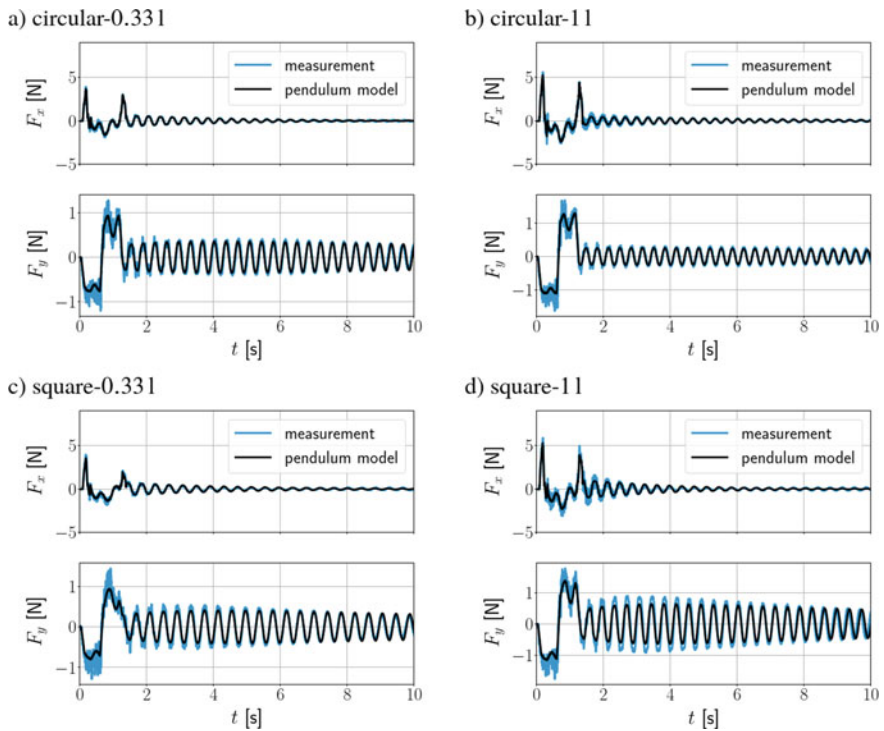 a) circular-0.331
measurement
pendulum model
5
0
−5
F_x [N]
1
0
−1
F_y [N]
0 2 4 6 8 10
t [s]
b) circular-11
measurement
pendulum model
5
0
−5
F_x [N]
1
0
−1
F_y [N]
0 2 4 6 8 10
t [s]
c) square-0.331
measurement
pendulum model
5
0
−5
F_x [N]
1
0
−1
F_y [N]
0 2 4 6 8 10
t [s]
d) square-11
measurement
pendulum model
5
0
−5
F_x [N]
1
0
−1
F_y [N]
0 2 4 6 8 10
t [s]